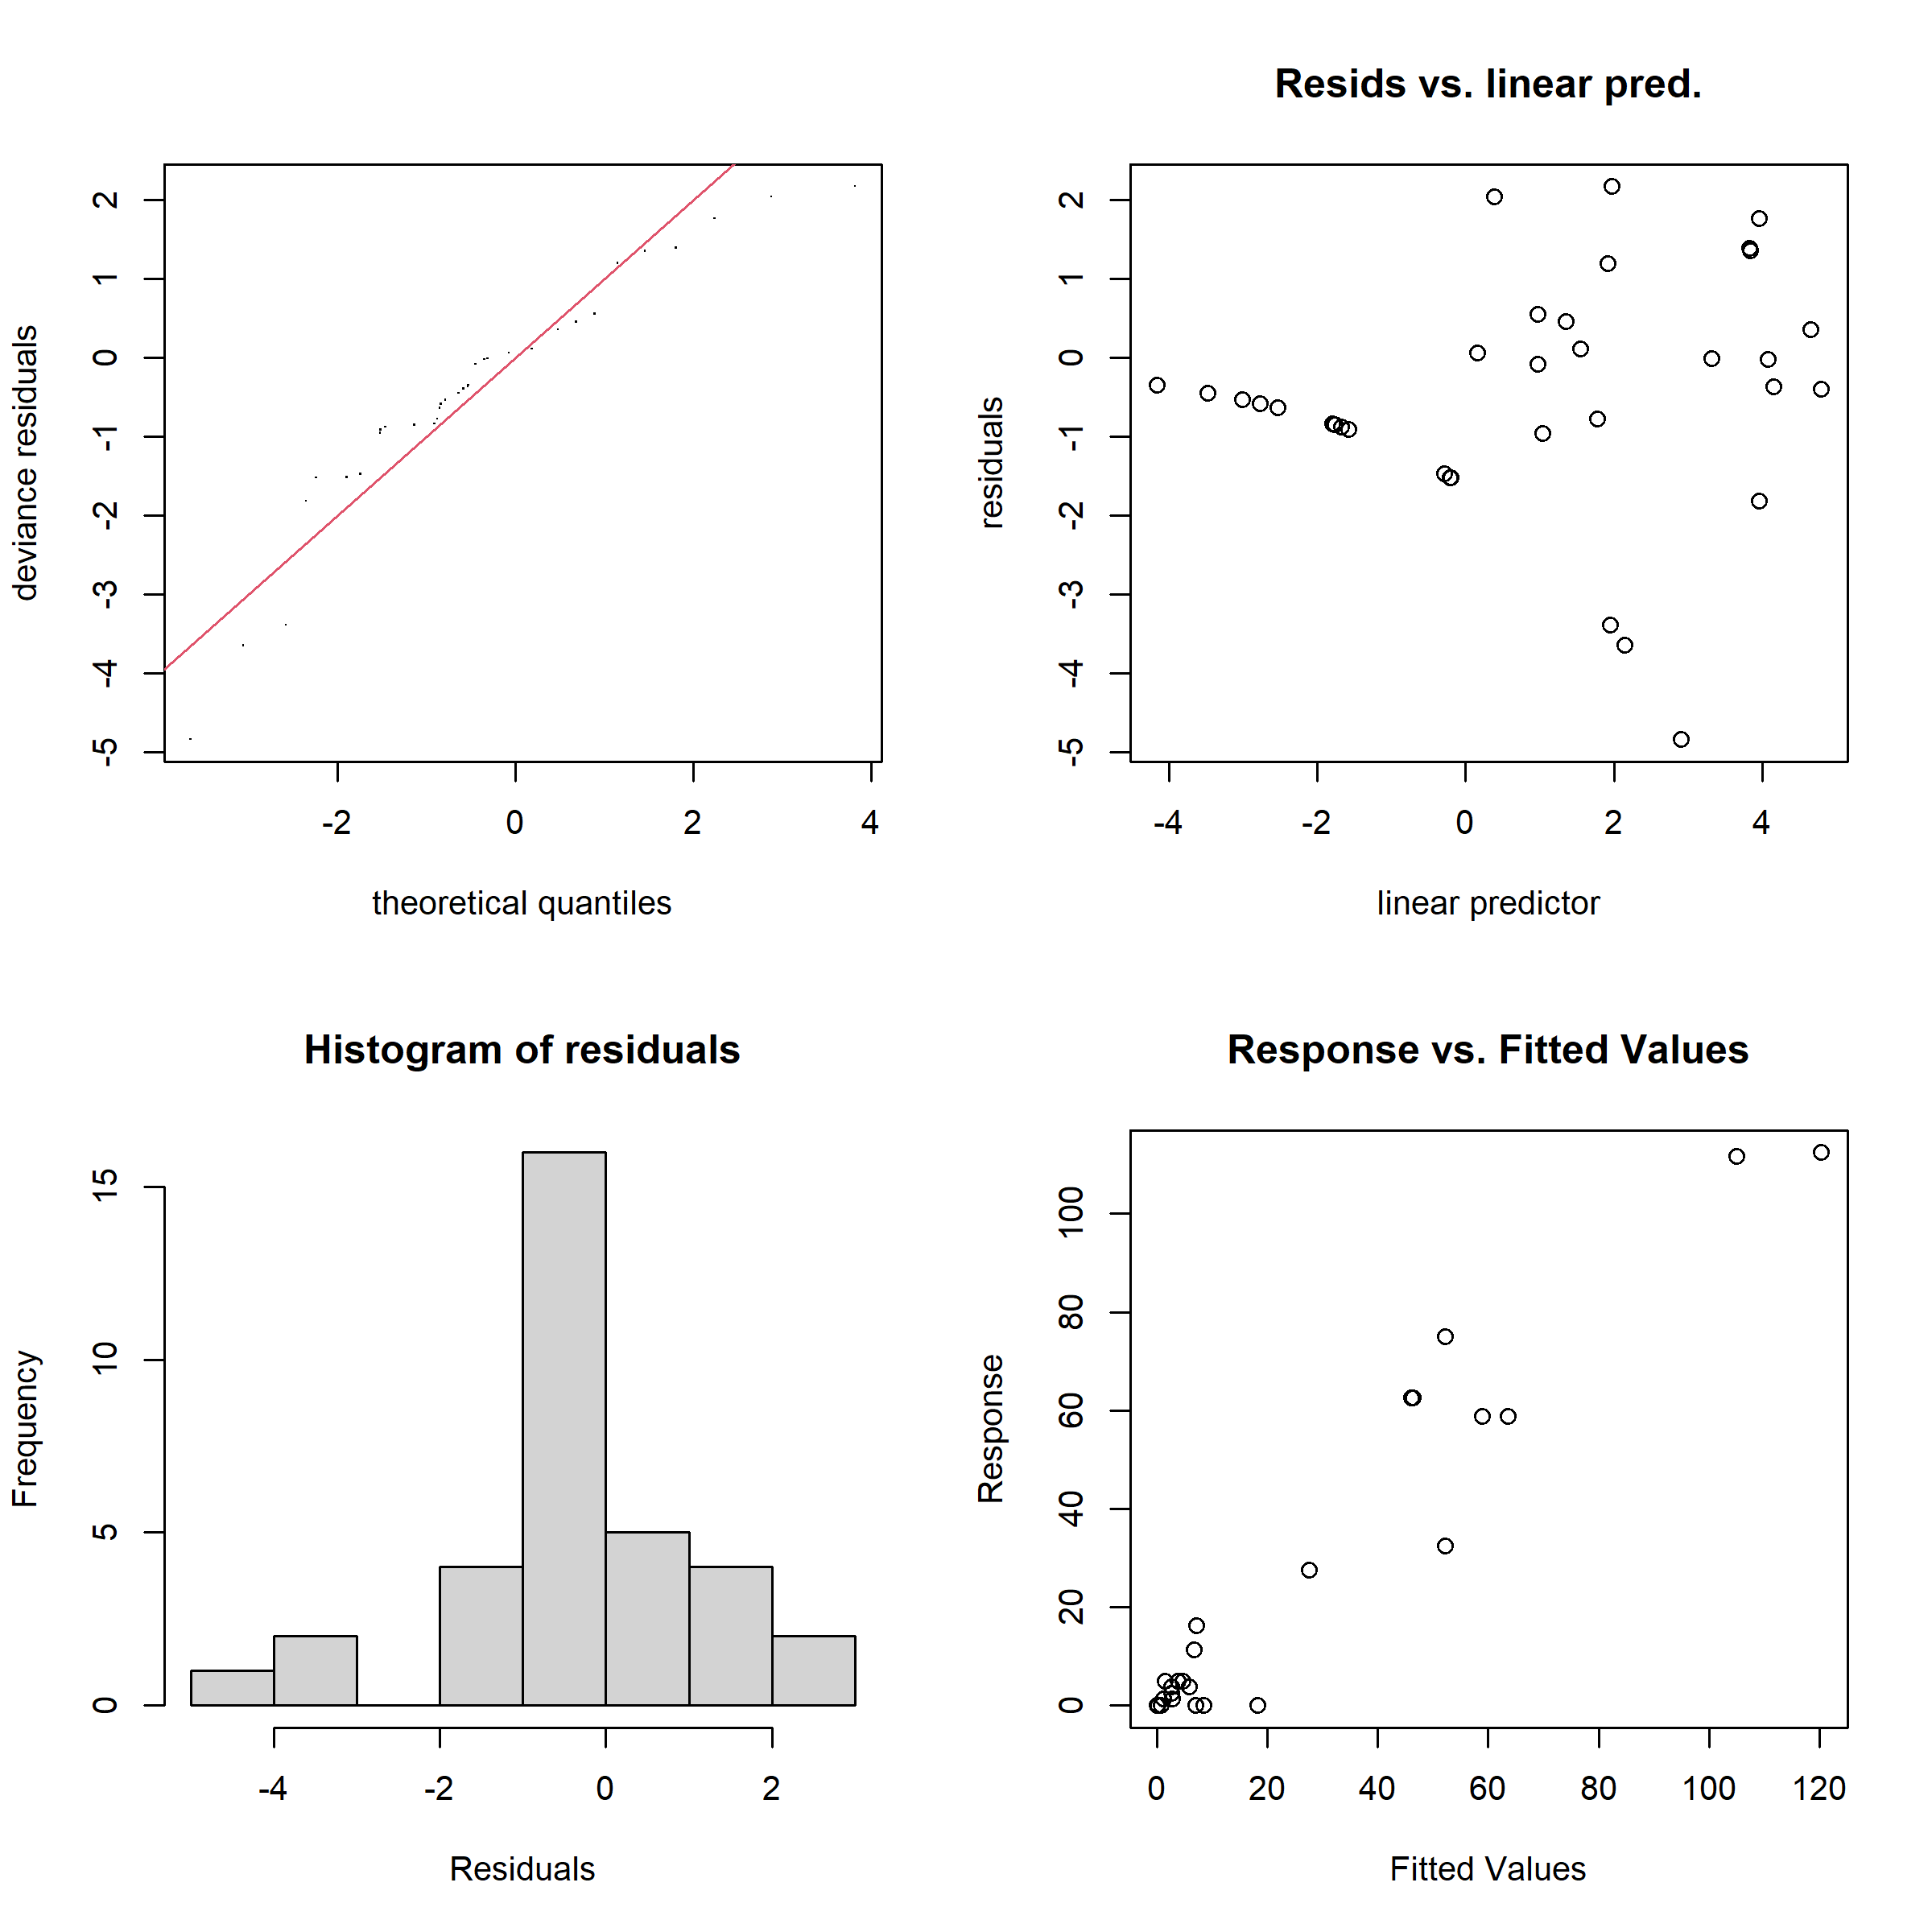 deviance residuals
2
1
0
-1
-2
-3
-4
-5
-2 0 2 4
theoretical quantiles
Resids vs. linear pred.
residuals
2
1
0
-1
-2
-3
-4
-5
-4 -2 0 2 4
linear predictor
Histogram of residuals
Frequency
15
10
5
0
-4 -2 0 2
Residuals
Response vs. Fitted Values
Response
100
80
60
40
20
0
0 20 40 60 80 100 120
Fitted Values